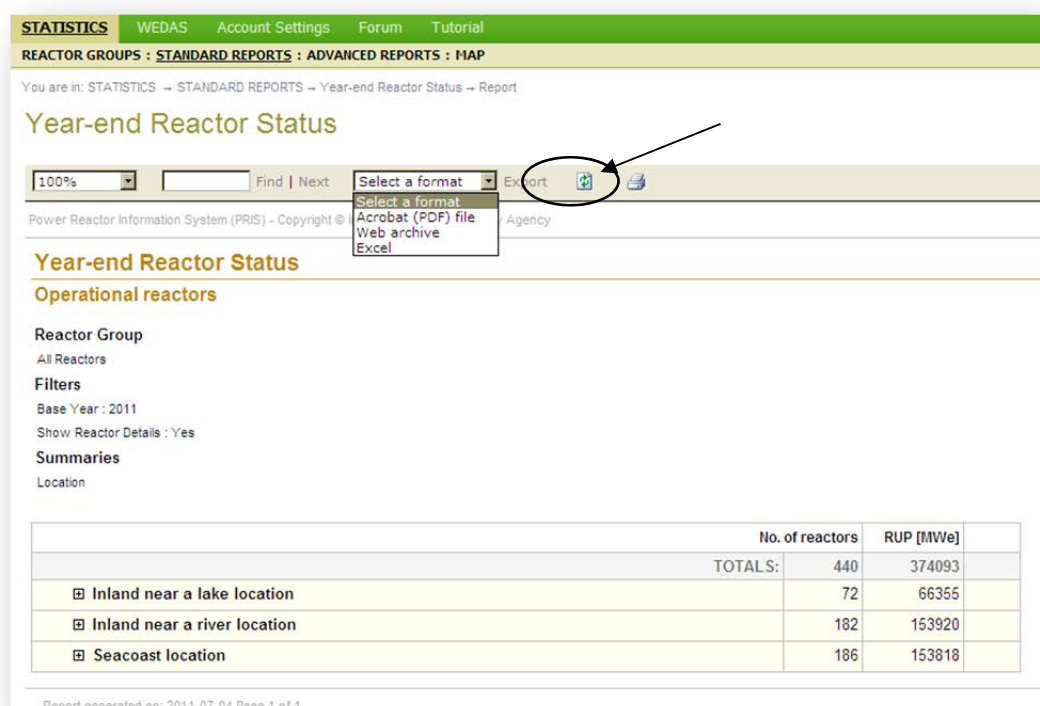 STATISTICS WEDAS Account Settings Forum Tutorial
REACTOR GROUPS : STANDARD REPORTS : ADVANCED REPORTS : MAP
You are in: STATISTICS → STANDARD REPORTS → Year-end Reactor Status → Report
Year-end Reactor Status
100% Find | Next Select a format Export
Select a format
Power Reactor Information System (PRIS) - Copyright © Agency
Acrobat (PDF) file
Web archive
Excel
Year-end Reactor Status
Operational reactors
Reactor Group
All Reactors
Filters
Base Year : 2011
Show Reactor Details : Yes
Summaries
Location
No. of reactors RUP [MWe]
TOTALS: 440 374093
Inland near a lake location 72 66355
Inland near a river location 182 153920
Seacoast location 186 153818
Report generated on: 2011-07-04 Page 1 of 1